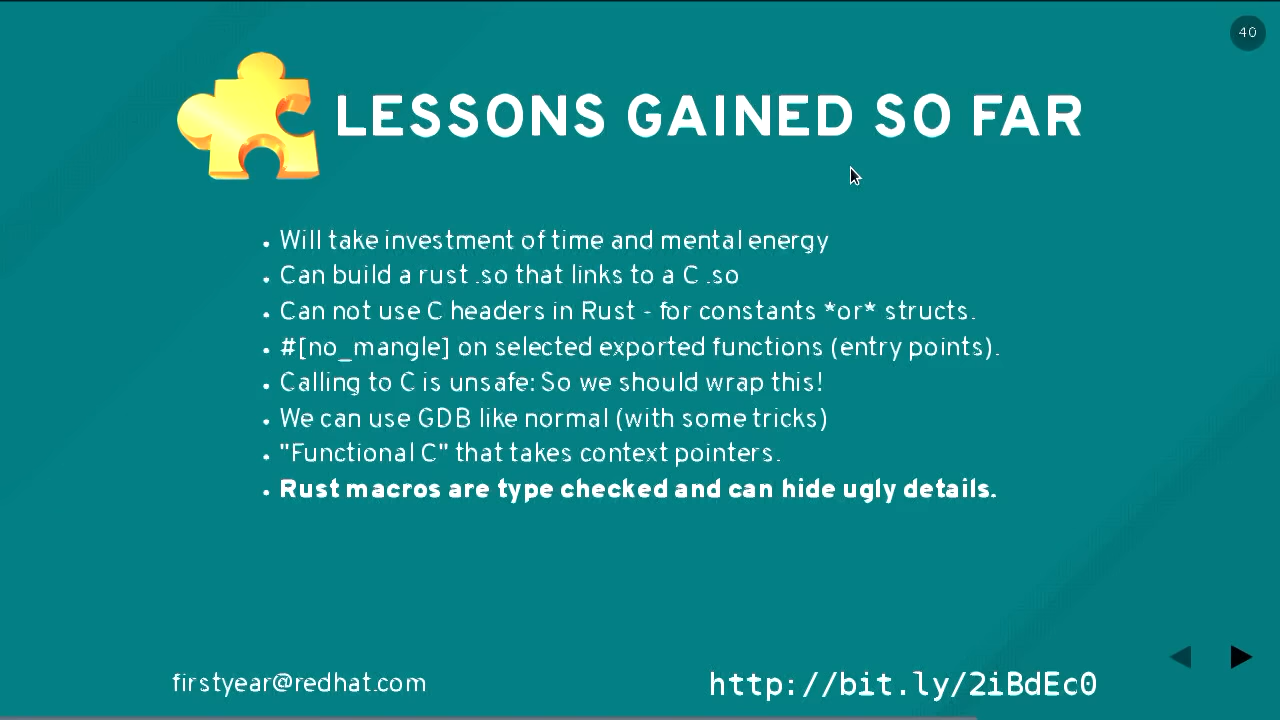 40
LESSONS GAINED SO FAR
• Will take investment of time and mental energy
• Can build a rust .so that links to a C .so
• Can not use C headers in Rust - for constants *or* structs.
• #[no_mangle] on selected exported functions (entry points).
• Calling to C is unsafe: So we should wrap this!
• We can use GDB like normal (with some tricks)
• "Functional C" that takes context pointers.
• Rust macros are type checked and can hide ugly details.
firstyear@redhat.com
http://bit.ly/2iBdEc0